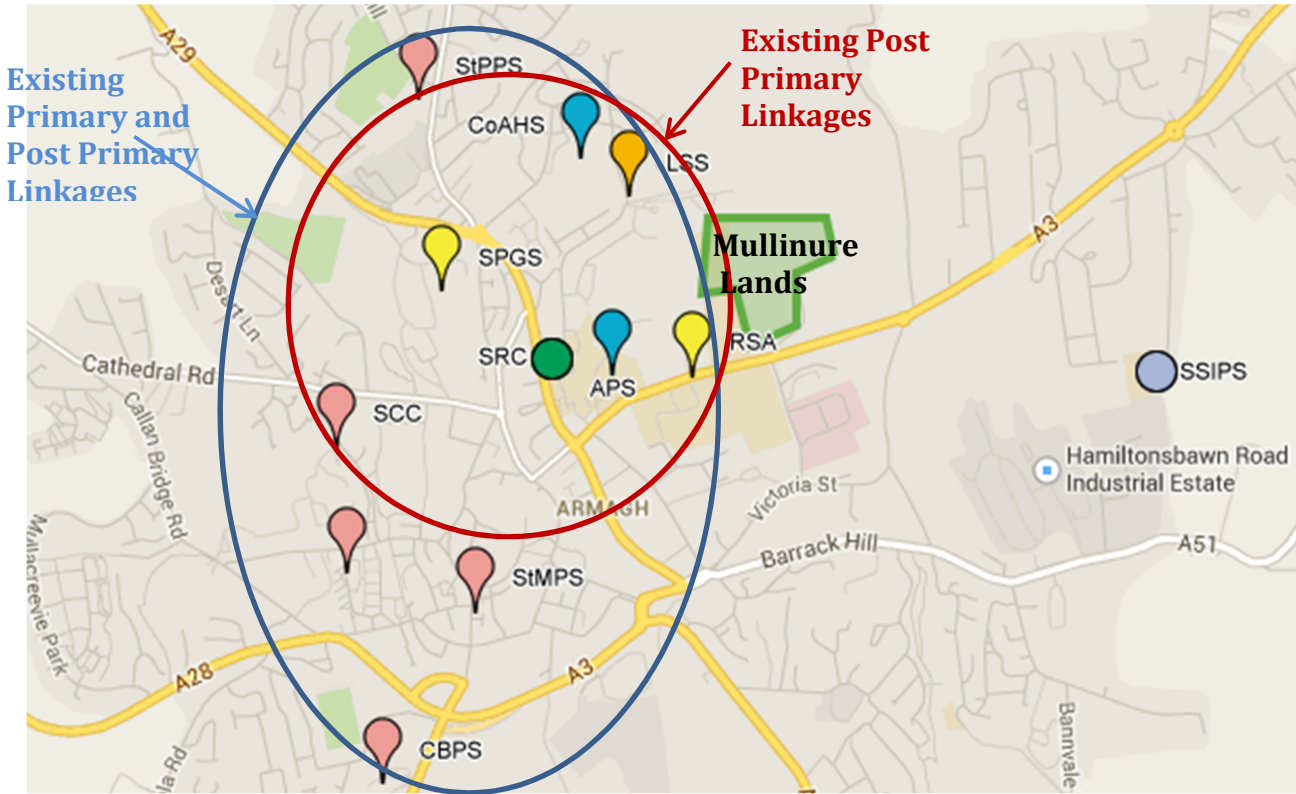 A29
Existing
Primary and
Post Primary
Linkages
Existing Post
Primary
Linkages
StPPS
CoAHS
LSS
SPGS
Mullinure
Lands
A3
Desart Ln
SRC
APS
RSA
SSIPS
Cathedral Rd
SCC
Callan Bridge Rd
Hamiltonsbawn Road
Industrial Estate
Victoria St
ARMAGH
Barrack Hill
A51
StMPS
Mullacreevie Park
A28
A3
CBPS
Bannvale
Rd